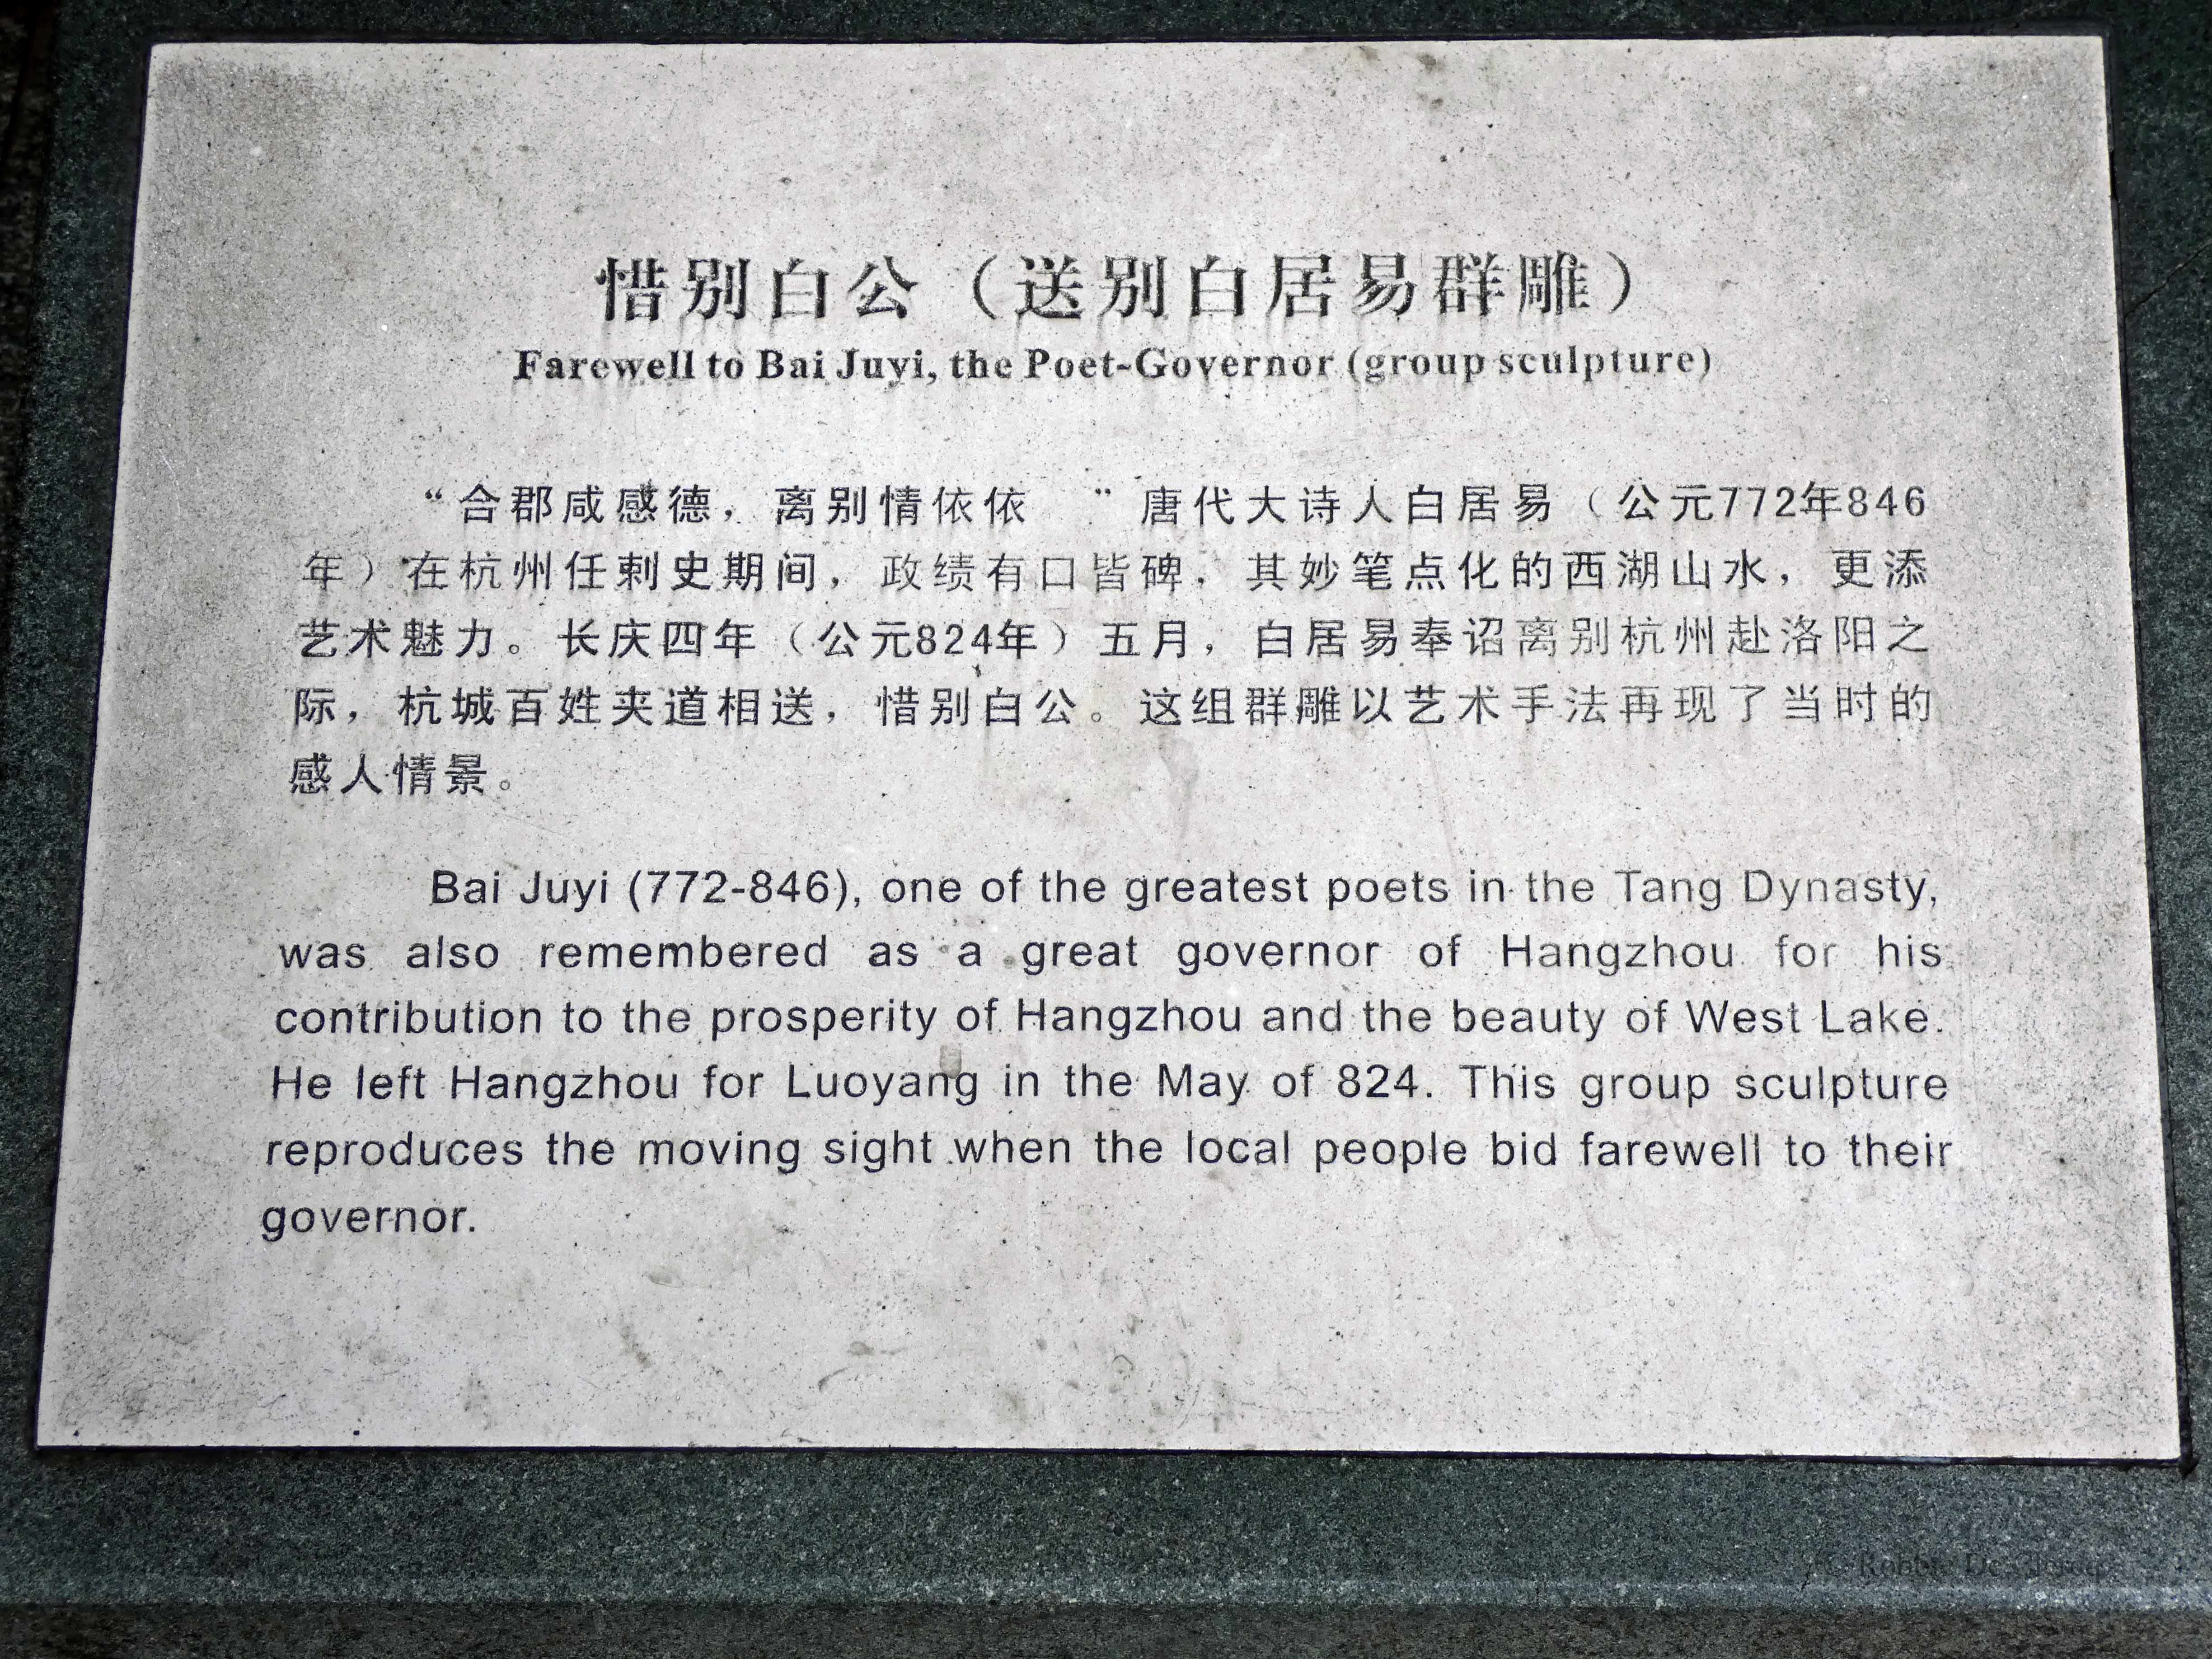 惜别白公（送别白居易群雕）
Farewell to Bai Juyi, the Poet-Governor (group sculpture)
“合郡咸感德，离别情依依 ”唐代大诗人白居易（公元772年846
年）在杭州任刺史期间，政绩有口皆碑，其妙笔点化的西湖山水，更添
艺术魅力。长庆四年（公元824年）五月，白居易奉诏离别杭州赴洛阳之
际，杭城百姓夹道相送，惜别白公。这组群雕以艺术手法再现了当时的
感人情景。
Bai Juyi (772-846), one of the greatest poets in the Tang Dynasty,
was also remembered as a great governor of Hangzhou for his
contribution to the prosperity of Hangzhou and the beauty of West Lake.
He left Hangzhou for Luoyang in the May of 824. This group sculpture
reproduces the moving sight when the local people bid farewell to their
governor.